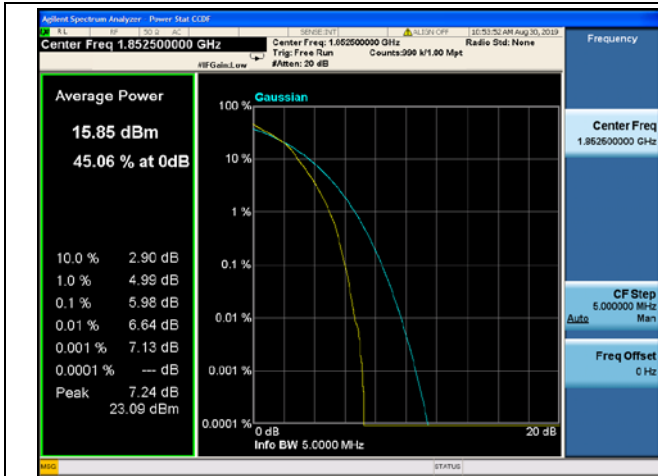 Agilent Spectrum Analyzer - Power Stat CCDF
RL RF 50 Ω AC SENSE:INT ALIGN OFF 10:53:52 AM Aug 30, 2019
Center Freq 1.852500000 GHz
Center Freq: 1.852500000 GHz Radio Std: None
Trig: Free Run Counts:990 k/1.00 Mpt
#IFGain:Low #Atten: 20 dB
Frequency
Average Power
15.85 dBm
45.06 % at 0dB
10.0 % 2.90 dB
1.0 % 4.99 dB
0.1 % 5.98 dB
0.01 % 6.64 dB
0.001 % 7.13 dB
0.0001 % --- dB
Peak 7.24 dB
23.09 dBm
Gaussian
100 %
10 %
1 %
0.1 %
0.01 %
0.001 %
0.0001 %
0 dB 20 dB
Info BW 5.0000 MHz
Center Freq
1.852500000 GHz
CF Step
5.000000 MHz
Auto Man
Freq Offset
0 Hz
MSG STATUS